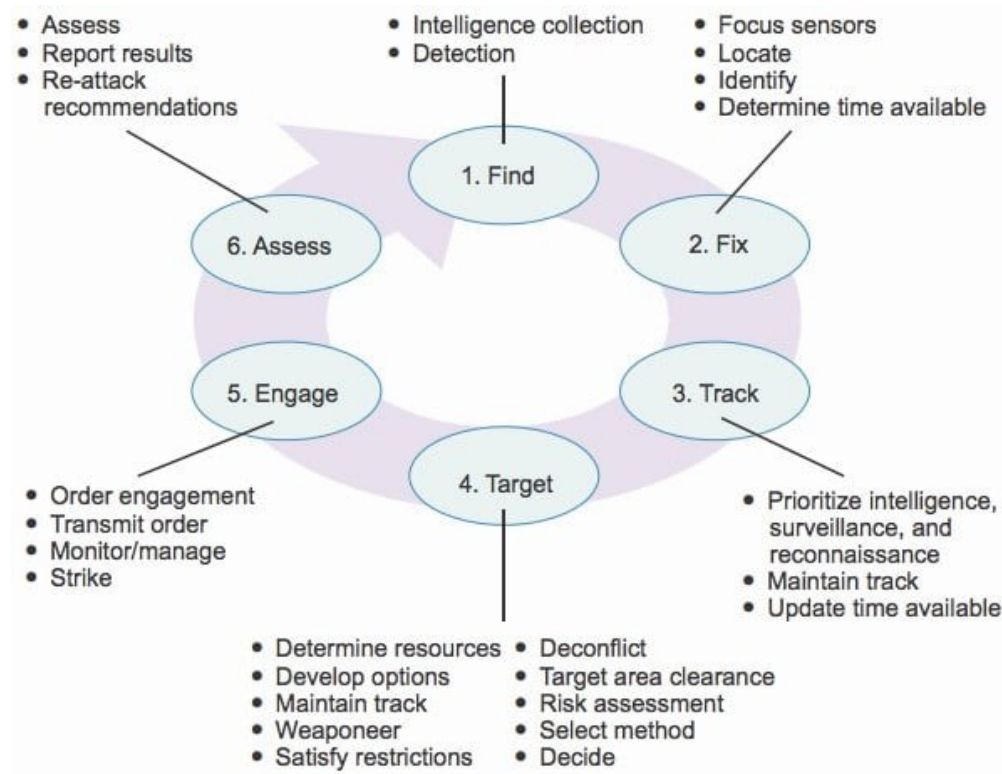 • Assess
• Report results
• Re-attack
recommendations
• Intelligence collection
• Detection
• Focus sensors
• Locate
• Identify
• Determine time available
1. Find
2. Fix
3. Track
4. Target
5. Engage
6. Assess
• Prioritize intelligence,
surveillance, and
reconnaissance
• Maintain track
• Update time available
• Determine resources
• Develop options
• Maintain track
• Weaponeer
• Satisfy restrictions
• Deconflict
• Target area clearance
• Risk assessment
• Select method
• Decide
• Order engagement
• Transmit order
• Monitor/manage
• Strike